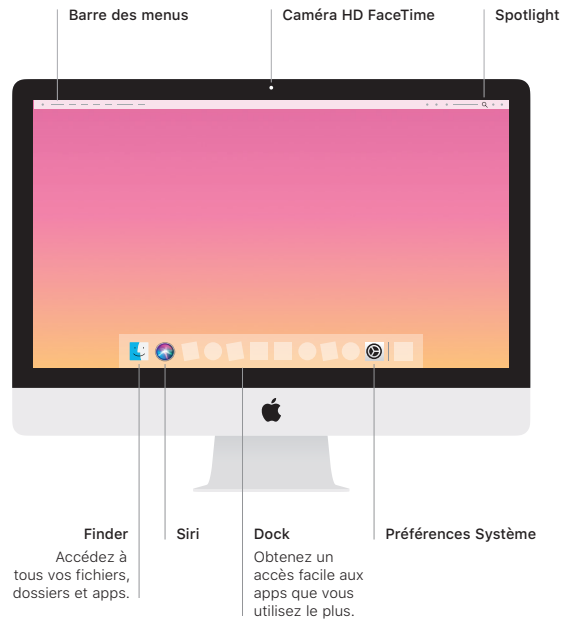 Barre des menus
Caméra HD FaceTime
Spotlight
Finder
Accédez à
tous vos fichiers,
dossiers et apps.
Siri
Dock
Obtenez un
accès facile aux
apps que vous
utilisez le plus.
Préférences Système